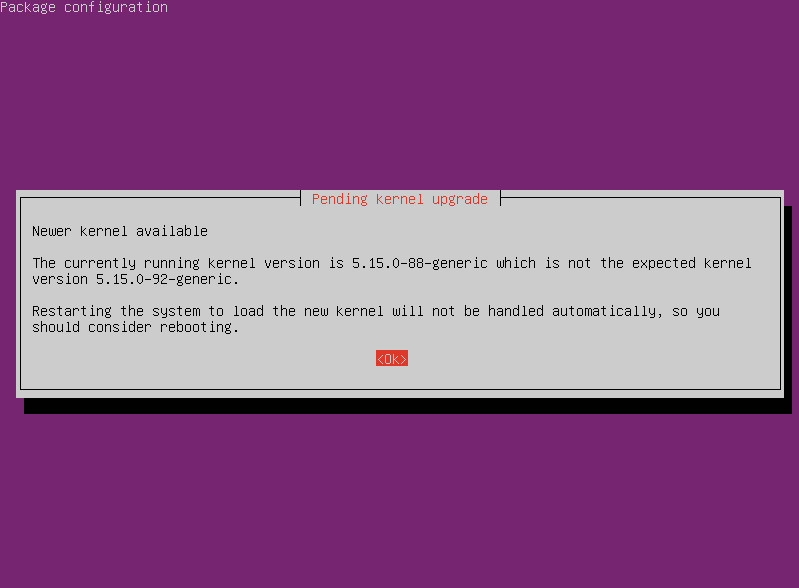 Package configuration
Pending kernel upgrade
Newer kernel available
The currently running kernel version is 5.15.0-88-generic which is not the expected kernel
version 5.15.0-92-generic.
Restarting the system to load the new kernel will not be handled automatically, so you
should consider rebooting.
<Ok>